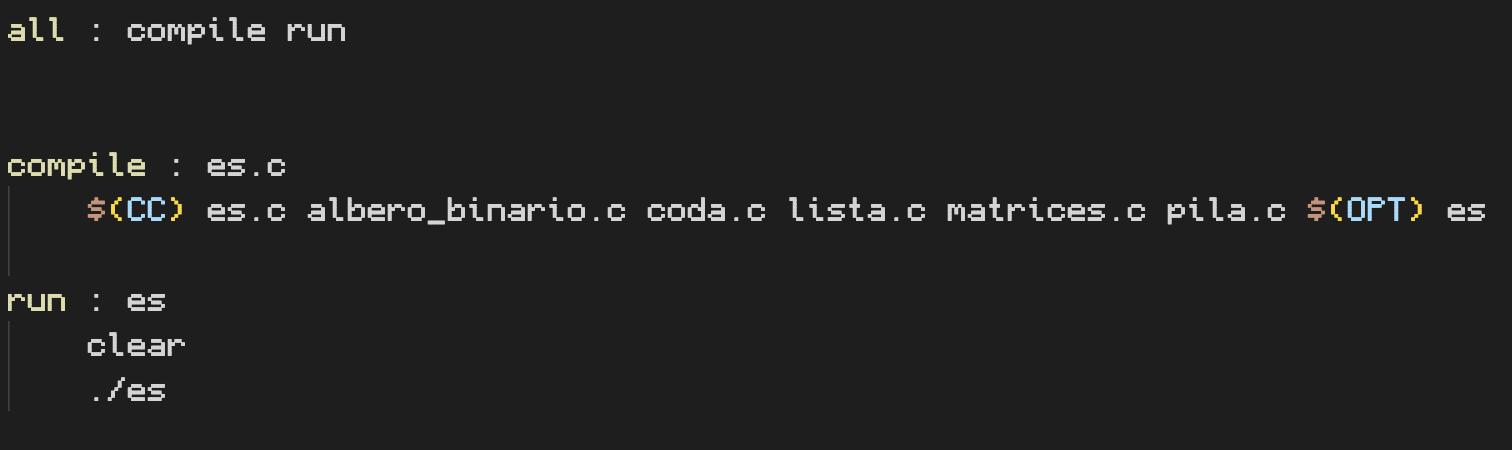 all : compile run
compile : es.c
$(CC) es.c albero_binario.c coda.c lista.c matrices.c pila.c $(OPT) es
run : es
clear
./es